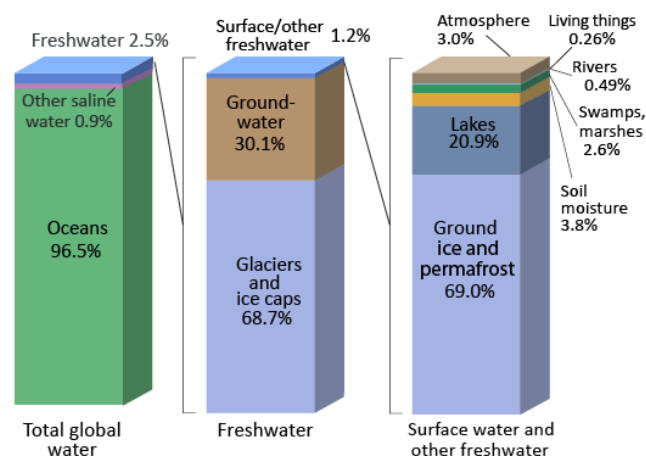 Freshwater 2.5%
Other saline
water 0.9%
Oceans
96.5%
Total global
water
Surface/other
freshwater
1.2%
Ground-
water
30.1%
Glaciers
and
ice caps
68.7%
Freshwater
Atmosphere
3.0%
Living things
0.26%
Rivers
0.49%
Swamps,
marshes
2.6%
Soil
moisture
3.8%
Lakes
20.9%
Ground
ice and
permafrost
69.0%
Surface water and
other freshwater